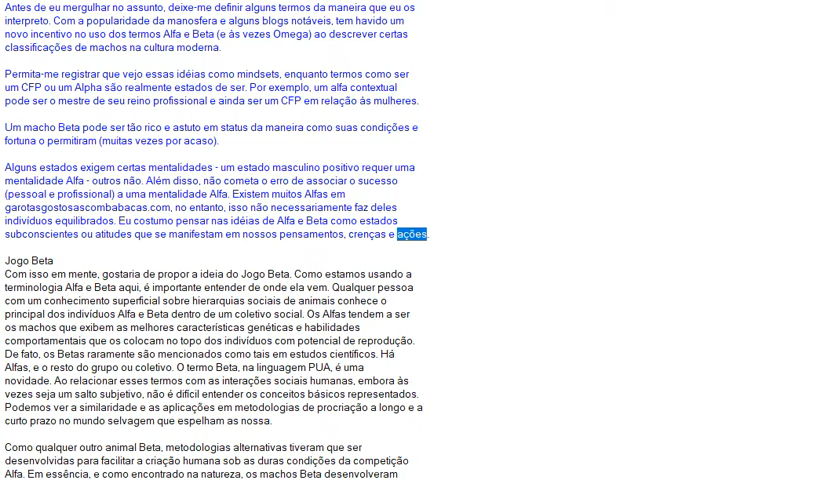 Antes de eu mergulhar no assunto, deixe-me definir alguns termos da maneira que eu os
interpreto. Com a popularidade da manosfera e alguns blogs notáveis, tem havido um
novo incentivo no uso dos termos Alfa e Beta (e às vezes Omega) ao descrever certas
classificações de machos na cultura moderna.
Permita-me registrar que vejo essas idéias como mindsets, enquanto termos como ser
um CFP ou um Alpha são realmente estados de ser. Por exemplo, um alfa contextual
pode ser o mestre de seu reino profissional e ainda ser um CFP em relação às mulheres.
Um macho Beta pode ser tão rico e astuto em status da maneira como suas condições e
fortuna o permitiram (muitas vezes por acaso).
Alguns estados exigem certas mentalidades - um estado masculino positivo requer uma
mentalidade Alfa - outros não. Além disso, não cometa o erro de associar o sucesso
(pessoal e profissional) a uma mentalidade Alfa. Existem muitos Alfas em
garotasgostosascombabacas.com, no entanto, isso não necessariamente faz deles
indivíduos equilibrados. Eu costumo pensar nas idéias de Alfa e Beta como estados
subconscientes ou atitudes que se manifestam em nossos pensamentos, crenças e ações.
Jogo Beta
Com isso em mente, gostaria de propor a ideia do Jogo Beta. Como estamos usando a
terminologia Alfa e Beta aqui, é importante entender de onde ela vem. Qualquer pessoa
com um conhecimento superficial sobre hierarquias sociais de animais conhece o
principal dos indivíduos Alfa e Beta dentro de um coletivo social. Os Alfas tendem a ser
os machos que exibem as melhores características genéticas e habilidades
comportamentais que os colocam no topo dos indivíduos com potencial de reprodução.
De fato, os Betas raramente são mencionados como tais em estudos científicos. Há
Alfas, e o resto do grupo ou coletivo. O termo Beta, na linguagem PUA, é uma
novidade. Ao relacionar esses termos com as interações sociais humanas, embora às
vezes seja um salto subjetivo, não é difícil entender os conceitos básicos representados.
Podemos ver a similaridade e as aplicações em metodologias de procriação a longo e a
curto prazo no mundo selvagem que espelham as nossa.
Como qualquer outro animal Beta, metodologias alternativas tiveram que ser
desenvolvidas para facilitar a criação humana sob as duras condições da competição
Alfa. Em essência, e como encontrado na natureza, os machos Beta desenvolveram